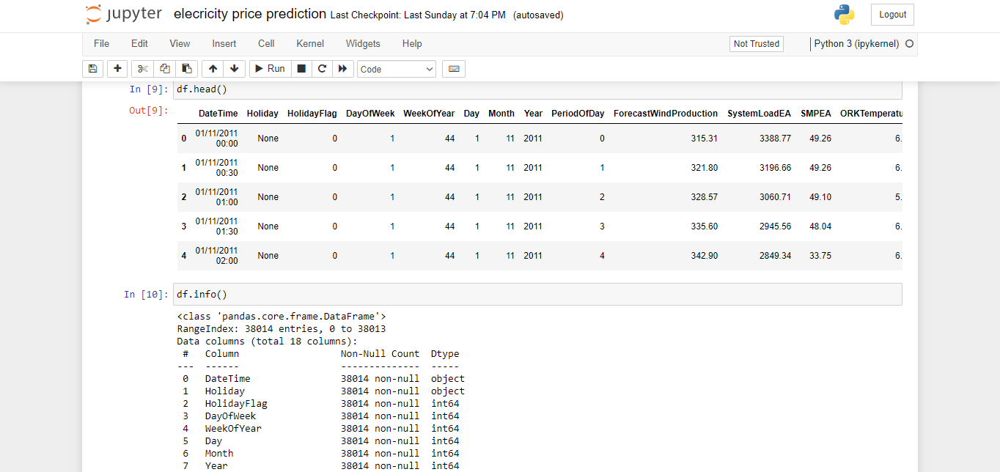 jupyter elecricity price prediction Last Checkpoint: Last Sunday at 7:04 PM (autosaved) Logout
File Edit View Insert Cell Kernel Widgets Help Not Trusted Python 3 (ipykernel)
Run Code
In [9]: df.head()
Out[9]: DateTime Holiday HolidayFlag DayOfWeek WeekOfYear Day Month Year PeriodOfDay ForecastWindProduction SystemLoadEA SMPEA ORKTemperatu
0 01/11/2011 00:00 None 0 1 44 1 11 2011 0 315.31 3388.77 49.26 6.
1 01/11/2011 00:30 None 0 1 44 1 11 2011 1 321.80 3196.66 49.26 6.
2 01/11/2011 01:00 None 0 1 44 1 11 2011 2 328.57 3060.71 49.10 5.
3 01/11/2011 01:30 None 0 1 44 1 11 2011 3 335.60 2945.56 48.04 6.
4 01/11/2011 02:00 None 0 1 44 1 11 2011 4 342.90 2849.34 33.75 6.
In [10]: df.info()
<class 'pandas.core.frame.DataFrame'>
RangeIndex: 38014 entries, 0 to 38013
Data columns (total 18 columns):
# Column Non-Null Count Dtype
--- ------ -------------- -----
0 DateTime 38014 non-null object
1 Holiday 38014 non-null object
2 HolidayFlag 38014 non-null int64
3 DayOfWeek 38014 non-null int64
4 WeekOfYear 38014 non-null int64
5 Day 38014 non-null int64
6 Month 38014 non-null int64
7 Year 38014 non-null int64